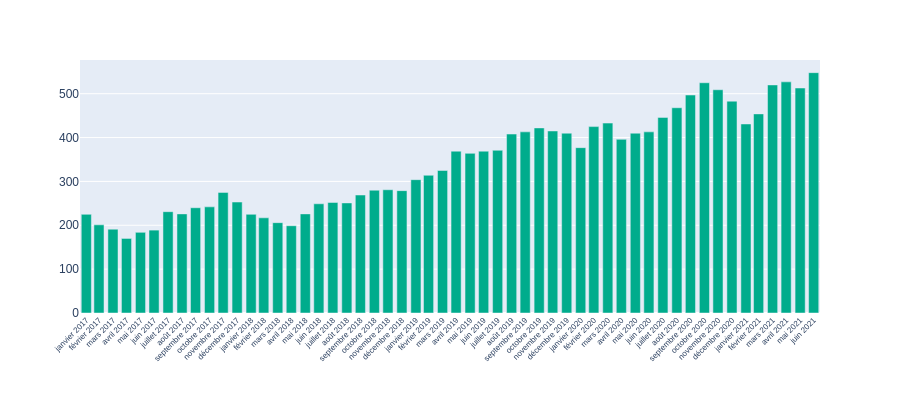 500
400
300
200
100
0
janvier 2017
février 2017
mars 2017
avril 2017
mai 2017
juin 2017
juillet 2017
août 2017
septembre 2017
octobre 2017
novembre 2017
décembre 2017
janvier 2018
février 2018
mars 2018
avril 2018
mai 2018
juin 2018
juillet 2018
août 2018
septembre 2018
octobre 2018
novembre 2018
décembre 2018
janvier 2019
février 2019
mars 2019
avril 2019
mai 2019
juin 2019
juillet 2019
août 2019
septembre 2019
octobre 2019
novembre 2019
décembre 2019
janvier 2020
février 2020
mars 2020
avril 2020
mai 2020
juin 2020
juillet 2020
août 2020
septembre 2020
octobre 2020
novembre 2020
décembre 2020
janvier 2021
février 2021
mars 2021
avril 2021
mai 2021
juin 2021